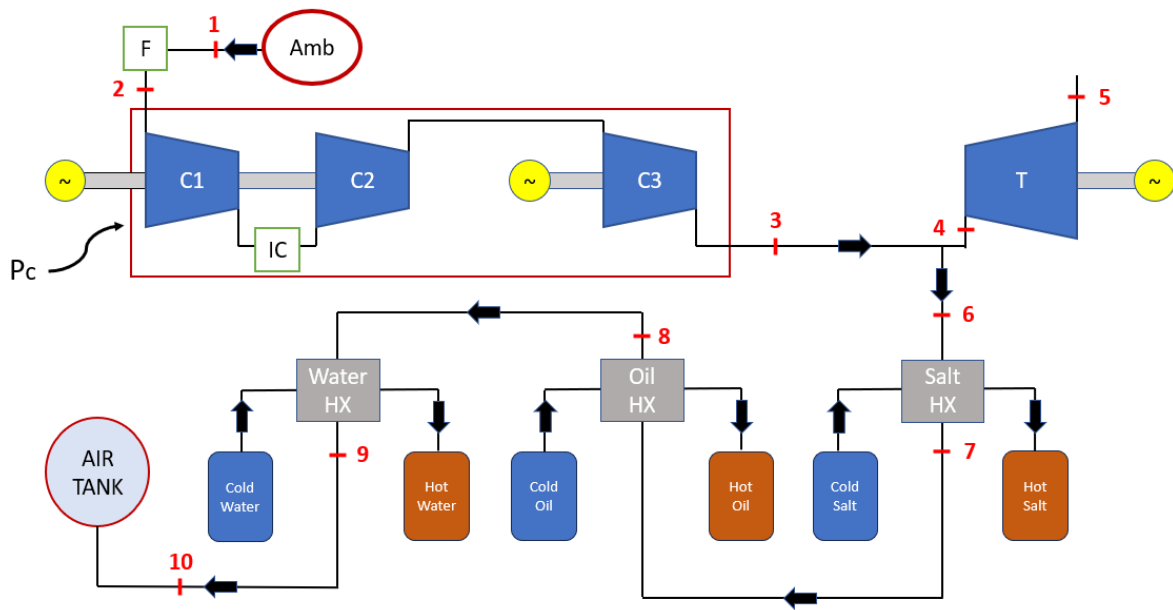 1
F
Amb
2
5
~
C1
C2
~
C3
T
~
3
4
IC
Pc
6
8
Water
HX
Oil
HX
Salt
HX
9
7
AIR
TANK
Cold
Water
Hot
Water
Cold
Oil
Hot
Oil
Cold
Salt
Hot
Salt
10